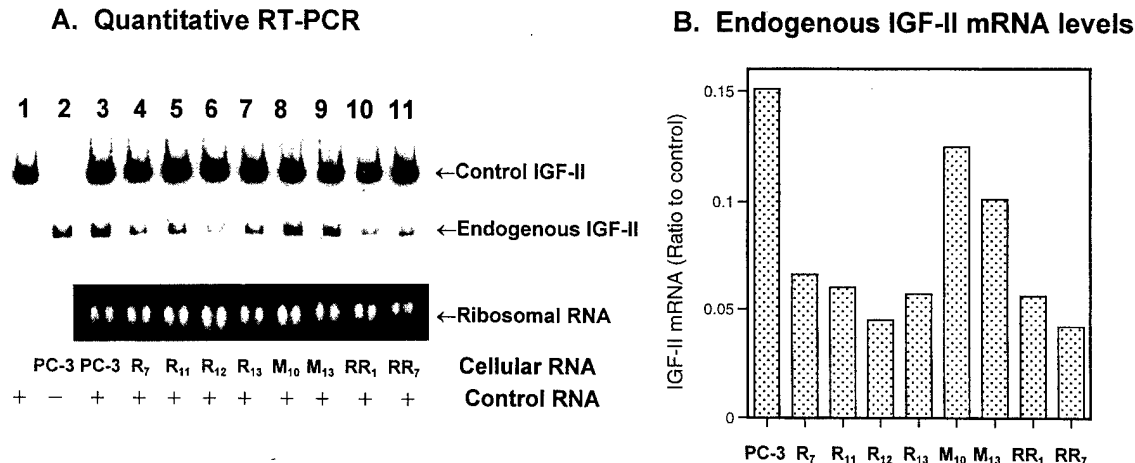 A. Quantitative RT-PCR
1 2 3 4 5 6 7 8 9 10 11
←Control IGF-II
←Endogenous IGF-II
←Ribosomal RNA
PC-3 PC-3 R₇ R₁₁ R₁₂ R₁₃ M₁₀ M₁₃ RR₁ RR₇ Cellular RNA
+ − + + + + + + + + + Control RNA
B. Endogenous IGF-II mRNA levels
IGF-II mRNA (Ratio to control)
0.15
0.1
0.05
0
PC-3 R₇ R₁₁ R₁₂ R₁₃ M₁₀ M₁₃ RR₁ RR₇